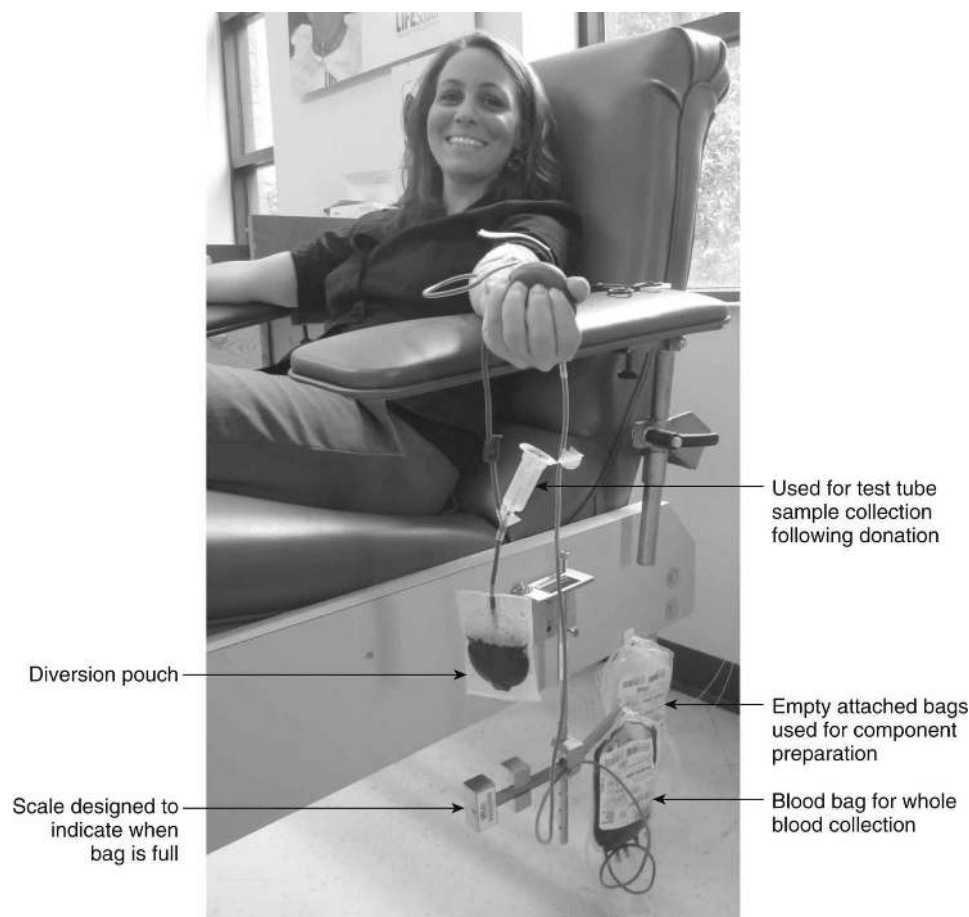 LIFE
Used for test tube
sample collection
following donation
Diversion pouch
Empty attached bags
used for component
preparation
Scale designed to
indicate when
bag is full
Blood bag for whole
blood collection